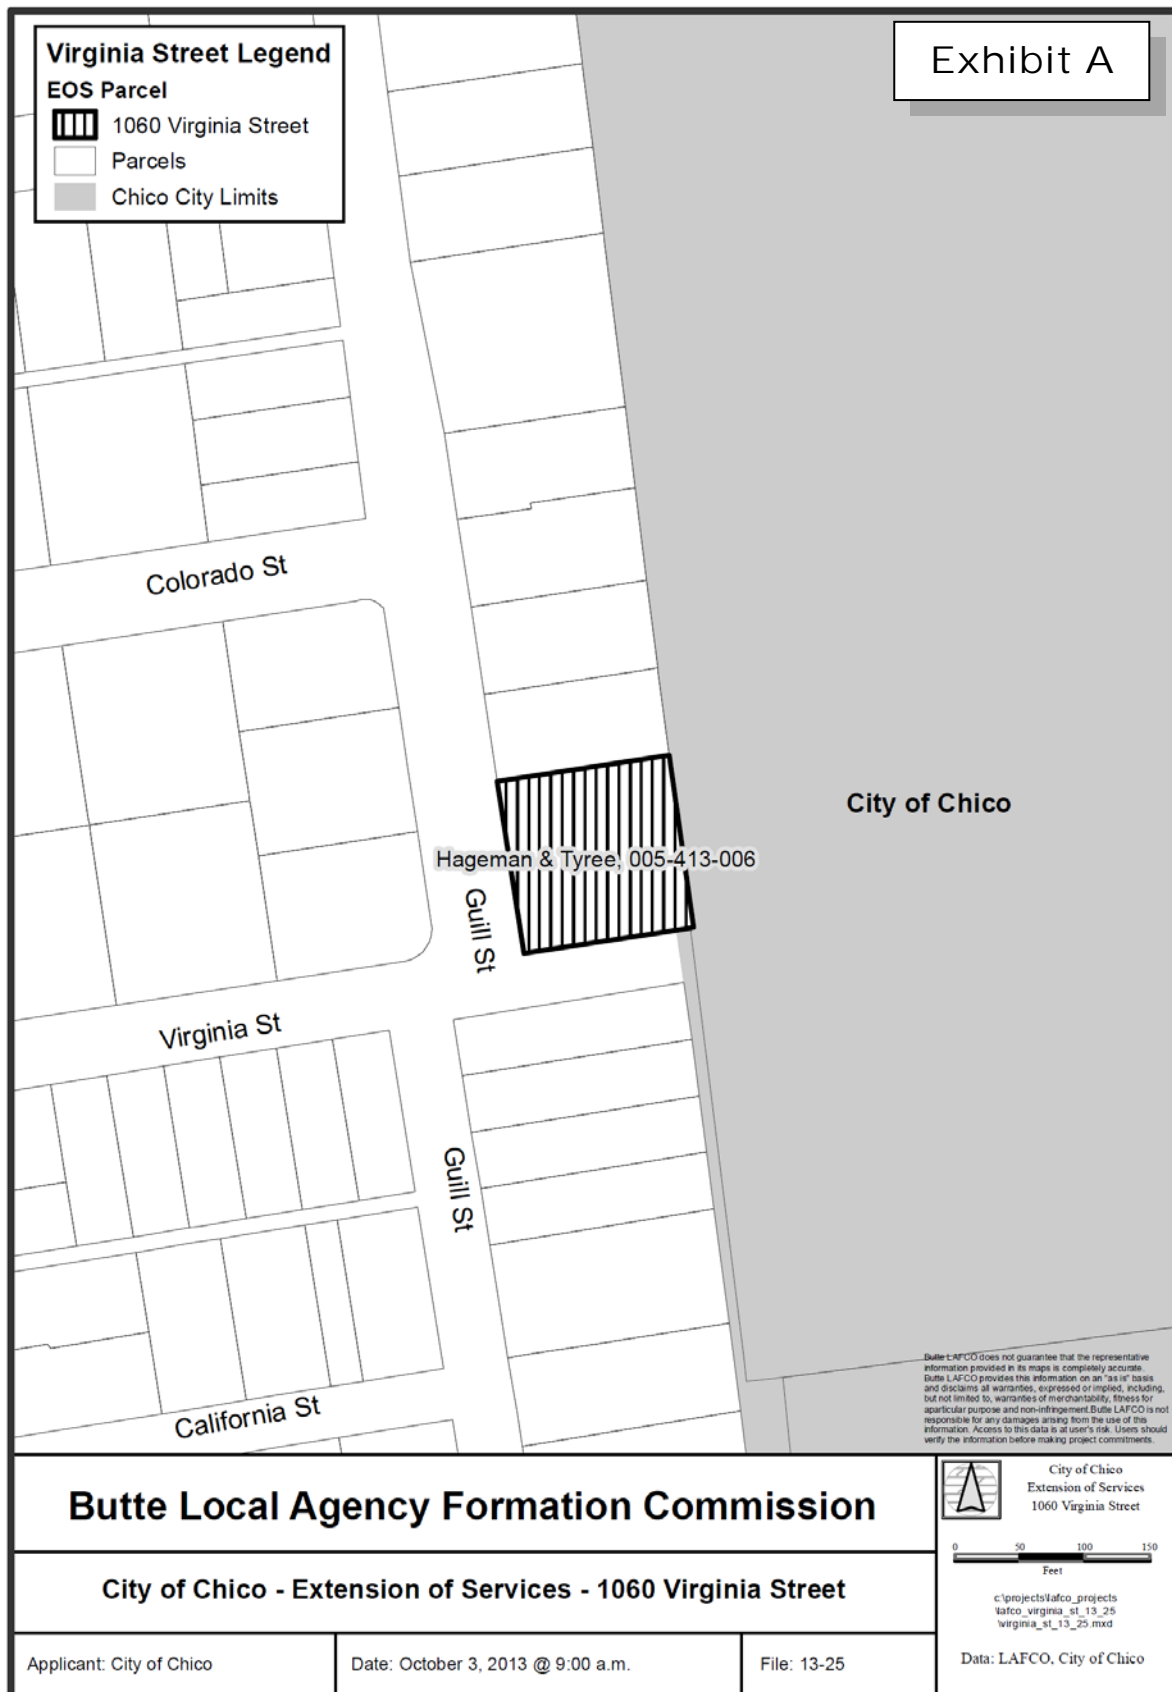 Virginia Street Legend
EOS Parcel
1060 Virginia Street
Parcels
Chico City Limits
Exhibit A
Colorado St
City of Chico
Hageman & Tyree, 005-413-006
Guill St
Virginia St
Guill St
California St
Butte LAFCO does not guarantee that the representative
information provided in its maps is completely accurate.
Butte LAFCO provides this information on an "as is" basis
and disclaims all warranties, expressed or implied, including,
but not limited to, warranties of merchantability, fitness for
aparticular purpose and non-infringement.Butte LAFCO is not
responsible for any damages arising from the use of this
information. Access to this data is at user's risk. Users should
verify the information before making project commitments.
Butte Local Agency Formation Commission
City of Chico - Extension of Services - 1060 Virginia Street
Applicant: City of Chico
Date: October 3, 2013 @ 9:00 a.m.
File: 13-25
City of Chico
Extension of Services
1060 Virginia Street
0 50 100 150
Feet
c:\projects\lafco_projects
\lafco_virginia_st_13_25
\virginia_st_13_25.mxd
Data: LAFCO, City of Chico